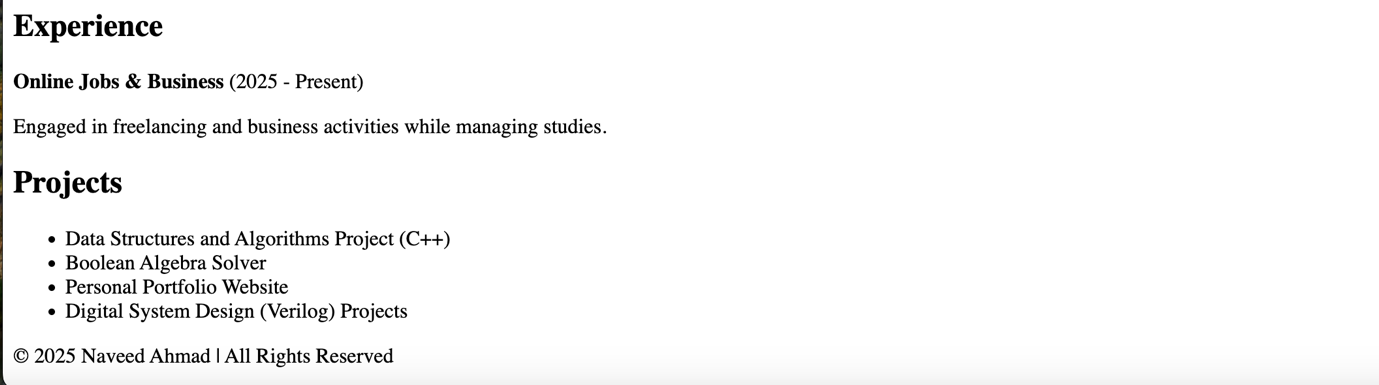 Experience
Online Jobs & Business (2025 - Present)
Engaged in freelancing and business activities while managing studies.
Projects
• Data Structures and Algorithms Project (C++)
• Boolean Algebra Solver
• Personal Portfolio Website
• Digital System Design (Verilog) Projects
© 2025 Naveed Ahmad | All Rights Reserved